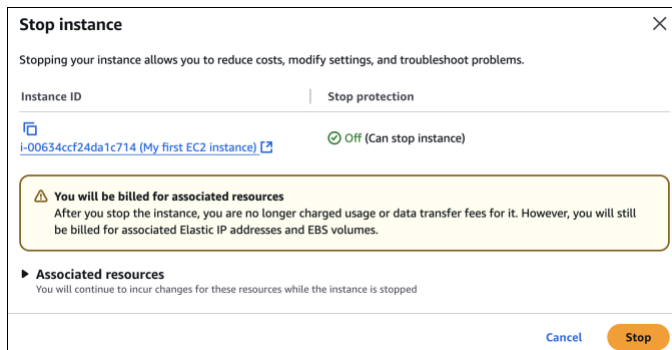 Stop instance
Stopping your instance allows you to reduce costs, modify settings, and troubleshoot problems.
Instance ID
Stop protection
i-00634ccf24da1c714 (My first EC2 instance)
Off (Can stop instance)
You will be billed for associated resources
After you stop the instance, you are no longer charged usage or data transfer fees for it. However, you will still
be billed for associated Elastic IP addresses and EBS volumes.
Associated resources
You will continue to incur changes for these resources while the instance is stopped
Cancel
Stop